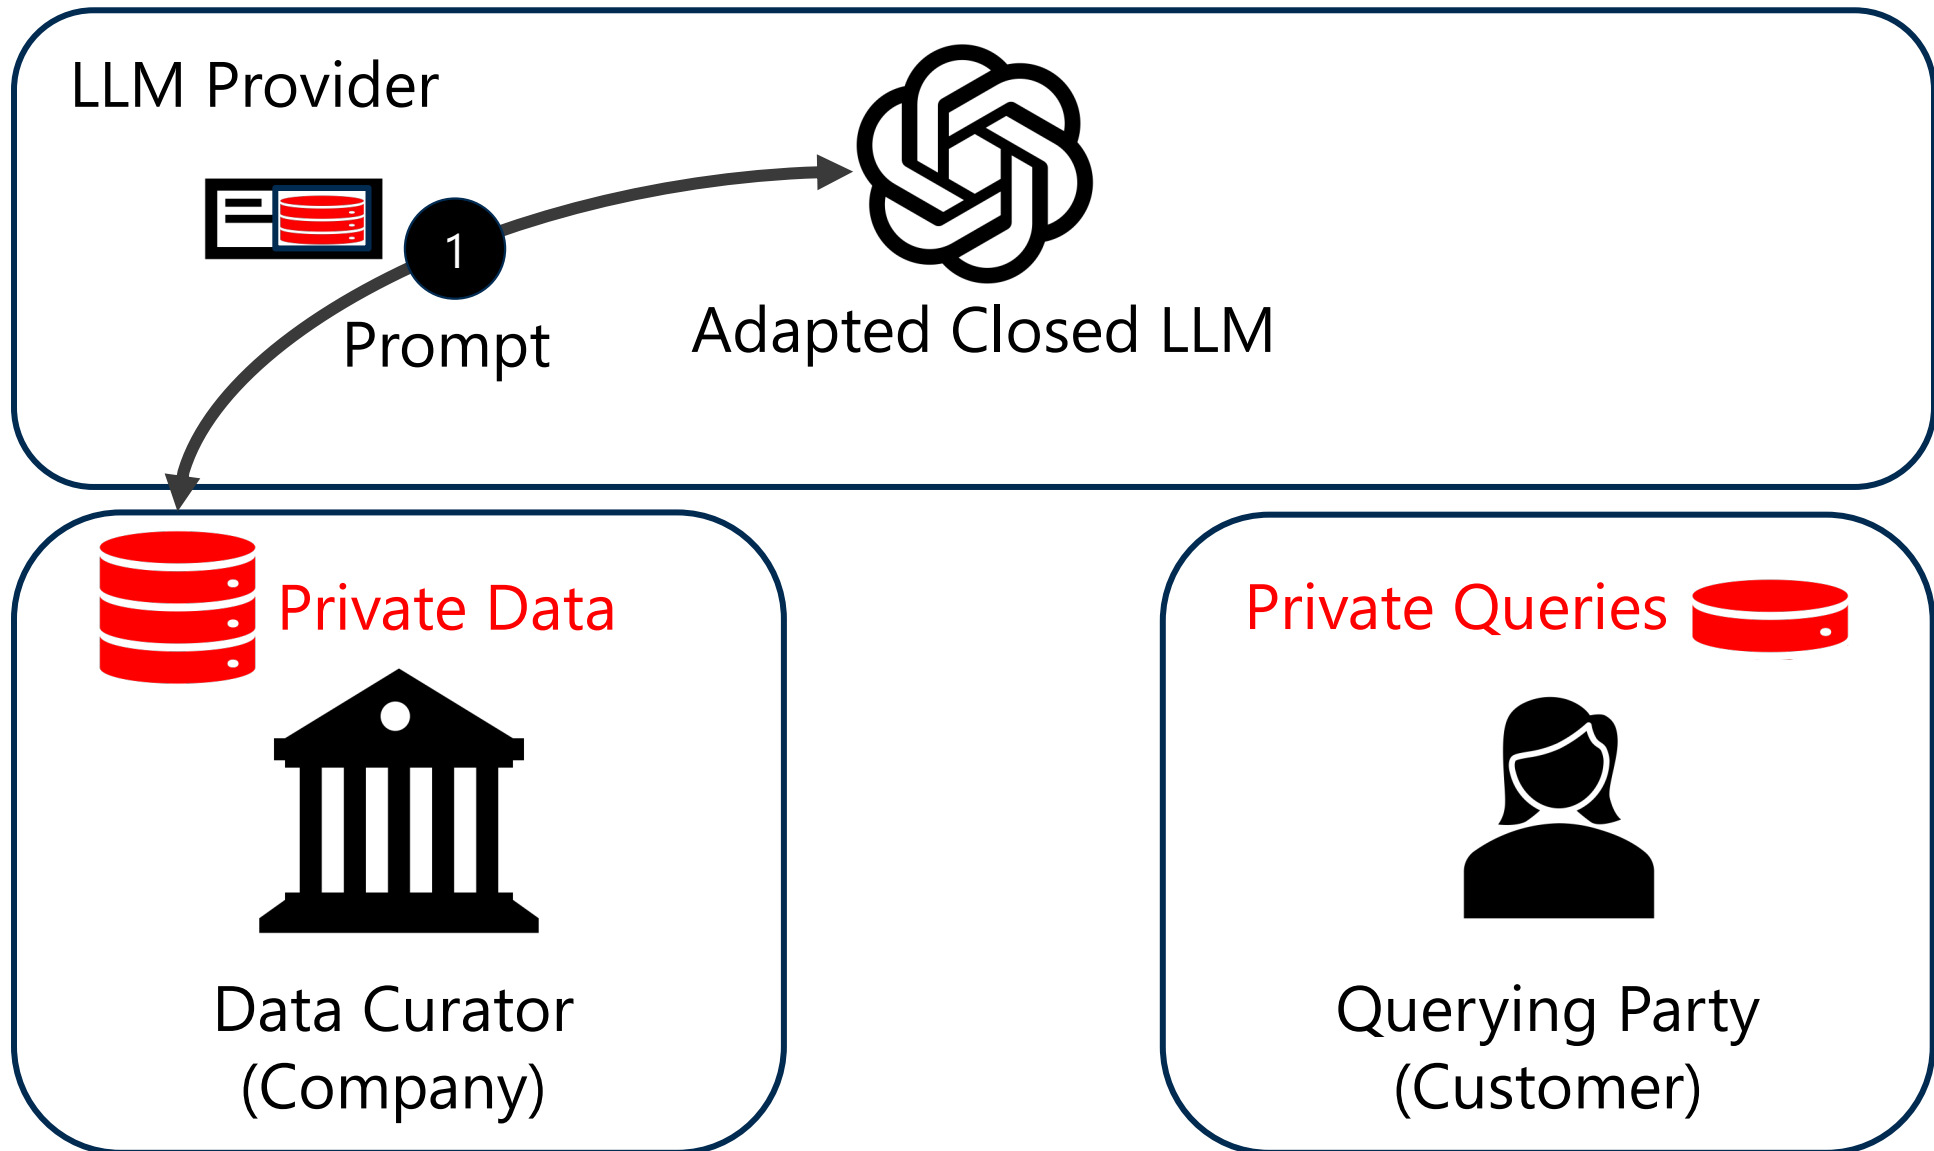 LLM Provider
1
Prompt
Adapted Closed LLM
Private Data
Data Curator
(Company)
Private Queries
Querying Party
(Customer)